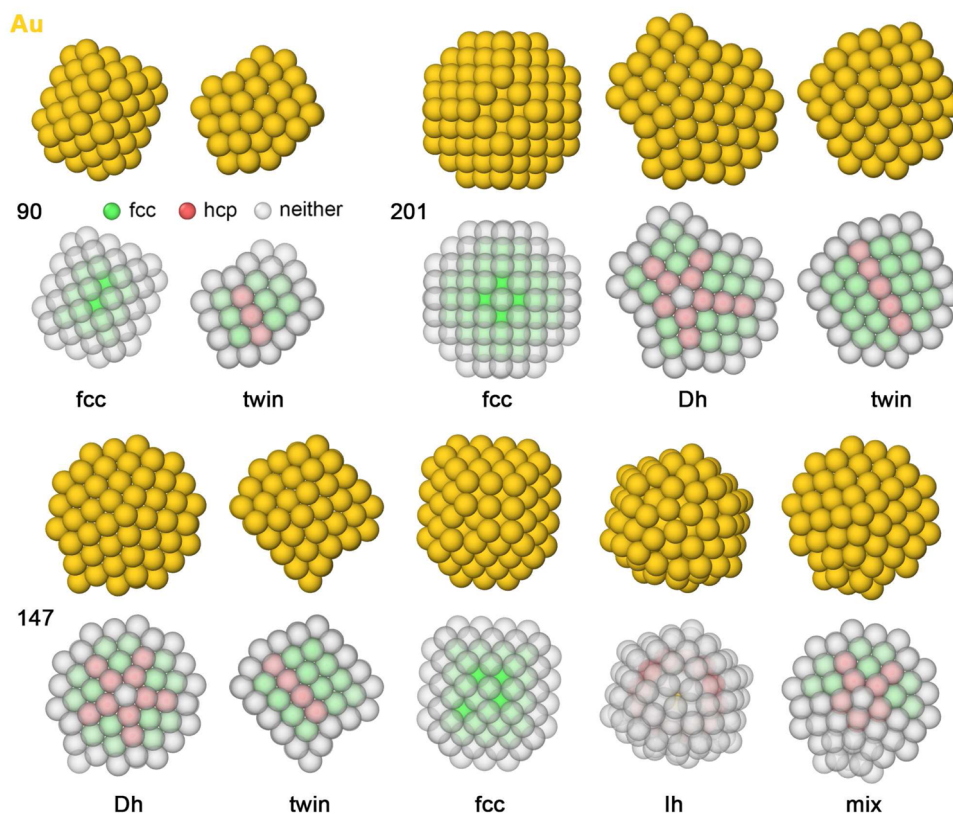 Au
90
fcc
hcp
neither
201
fcc
twin
fcc
Dh
twin
147
Dh
twin
fcc
Ih
mix